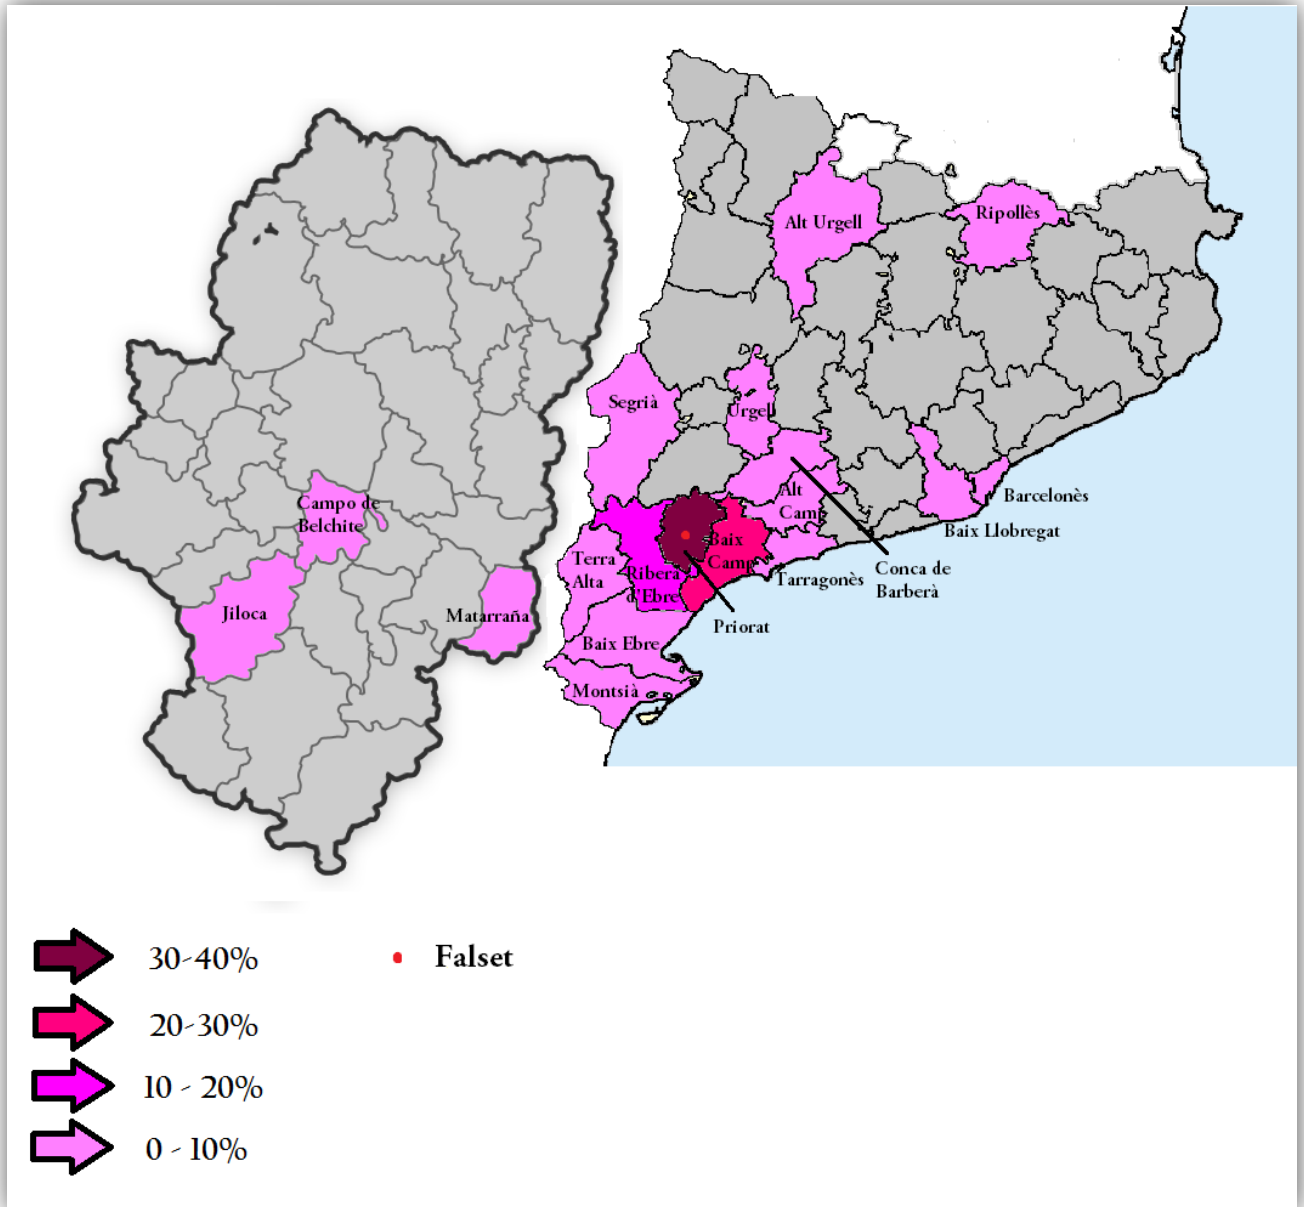 Alt Urgell
Ripollès
Segrià
Urgell
Campo de
Belchite
Alt
Camp
Barcelonès
Baix Llobregat
Baix
Camp
Terra
Alta
Ribera
d'Ebre
Tarragonès
Conca de
Barberà
Jiloca
Matarraña
Priorat
Baix Ebre
Montsià
30-40%
Falset
20-30%
10 - 20%
0 - 10%